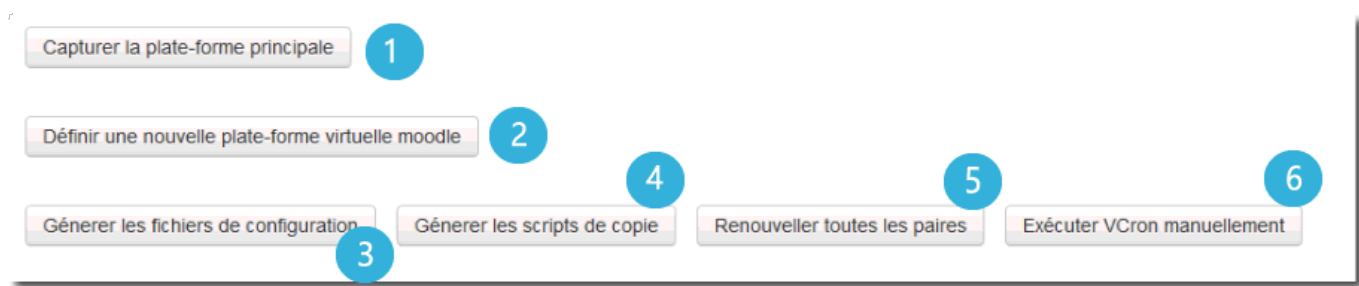 Capturer la plate-forme principale 1
Définir une nouvelle plate-forme virtuelle moodle 2
4 5 6
Génerer les fichiers de configuration Génerer les scripts de copie Renouveller toutes les paires Exécuter VCron manuellement
3